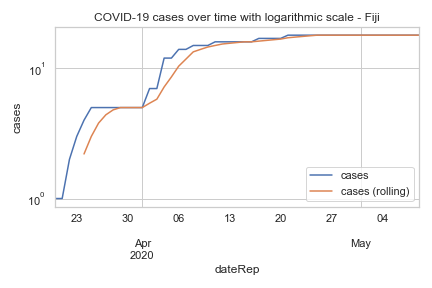 COVID-19 cases over time with logarithmic scale - Fiji
cases
10¹
10⁰
cases
cases (rolling)
23 30 06 13 20 27 04
Apr May
2020
dateRep